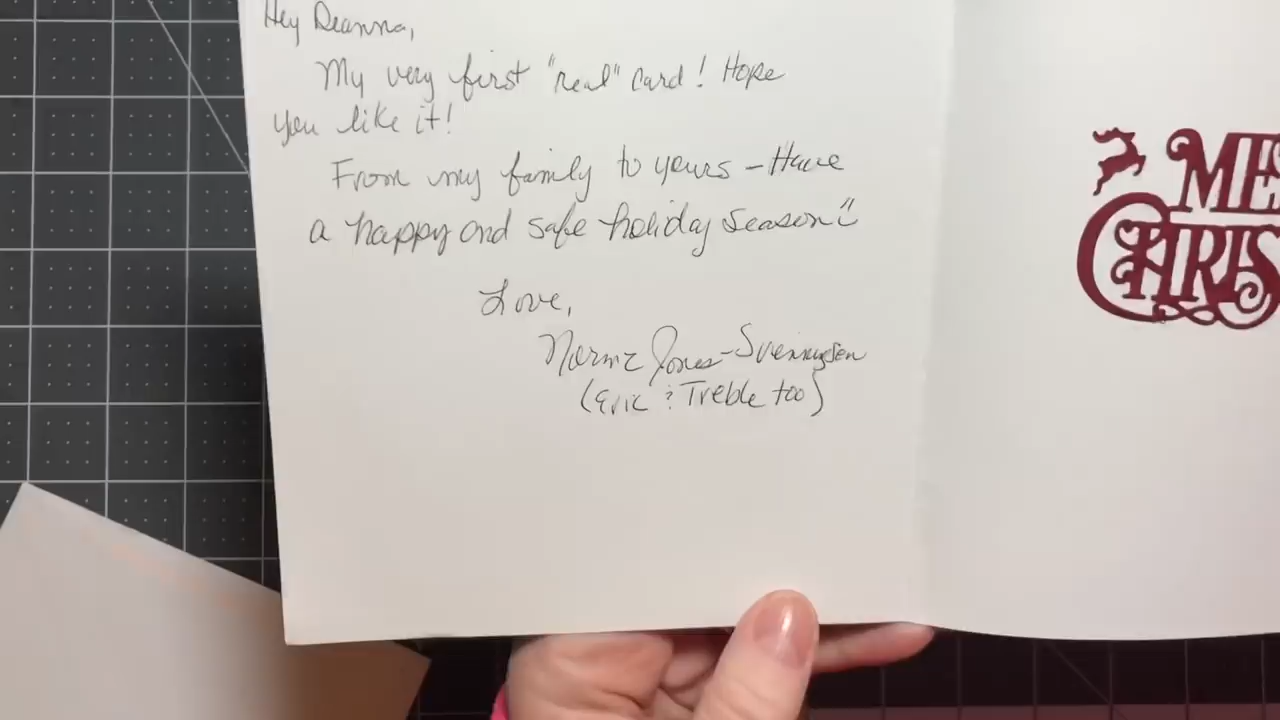 Hey Deanna,
My very first "real" card! Hope
you like it!
From my family to yours - Have
a happy and safe holiday season :)
Love,
Norma Jones-Svenningsen
(Eric & Treble too)
MER
CHRIS